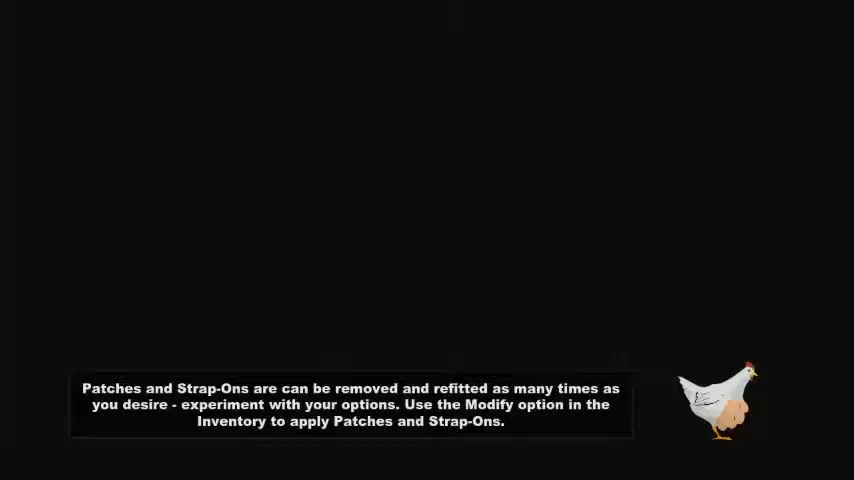 Patches and Strap-Ons are can be removed and refitted as many times as
you desire - experiment with your options. Use the Modify option in the
Inventory to apply Patches and Strap-Ons.